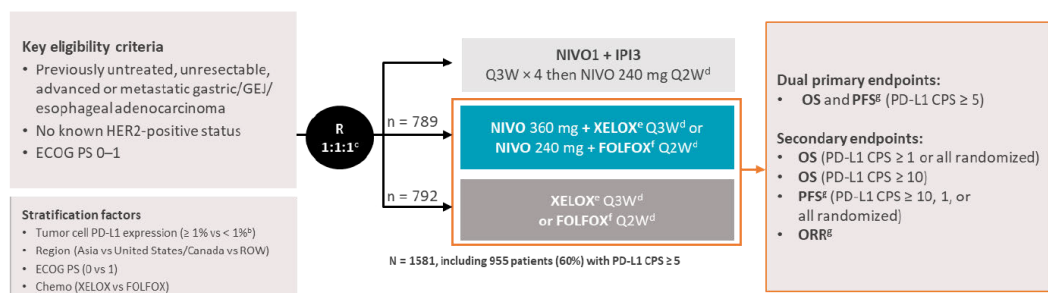 Key eligibility criteria
• Previously untreated, unresectable,
advanced or metastatic gastric/GEJ/
esophageal adenocarcinoma
• No known HER2-positive status
• ECOG PS 0–1
Stratification factors
• Tumor cell PD-L1 expression (≥ 1% vs < 1%ᵇ)
• Region (Asia vs United States/Canada vs ROW)
• ECOG PS (0 vs 1)
• Chemo (XELOX vs FOLFOX)
R
1:1:1ᶜ
n = 789
n = 792
NIVO1 + IPI3
Q3W × 4 then NIVO 240 mg Q2Wᵈ
NIVO 360 mg + XELOXᵉ Q3Wᵈ or
NIVO 240 mg + FOLFOXᶠ Q2Wᵈ
XELOXᵉ Q3Wᵈ
or FOLFOXᶠ Q2Wᵈ
N = 1581, including 955 patients (60%) with PD-L1 CPS ≥ 5
Dual primary endpoints:
• OS and PFSᵍ (PD-L1 CPS ≥ 5)
Secondary endpoints:
• OS (PD-L1 CPS ≥ 1 or all randomized)
• OS (PD-L1 CPS ≥ 10)
• PFSᵍ (PD-L1 CPS ≥ 10, 1, or
all randomized)
• ORRᵍ